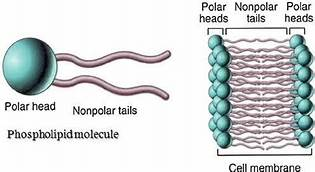 Polar head
Nonpolar tails
Phospholipid molecule
Polar heads
Nonpolar tails
Polar heads
Cell membrane